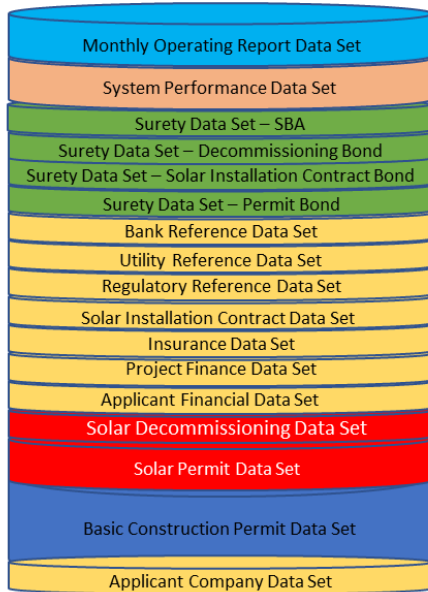 Monthly Operating Report Data Set
System Performance Data Set
Surety Data Set – SBA
Surety Data Set – Decommissioning Bond
Surety Data Set – Solar Installation Contract Bond
Surety Data Set – Permit Bond
Bank Reference Data Set
Utility Reference Data Set
Regulatory Reference Data Set
Solar Installation Contract Data Set
Insurance Data Set
Project Finance Data Set
Applicant Financial Data Set
Solar Decommissioning Data Set
Solar Permit Data Set
Basic Construction Permit Data Set
Applicant Company Data Set